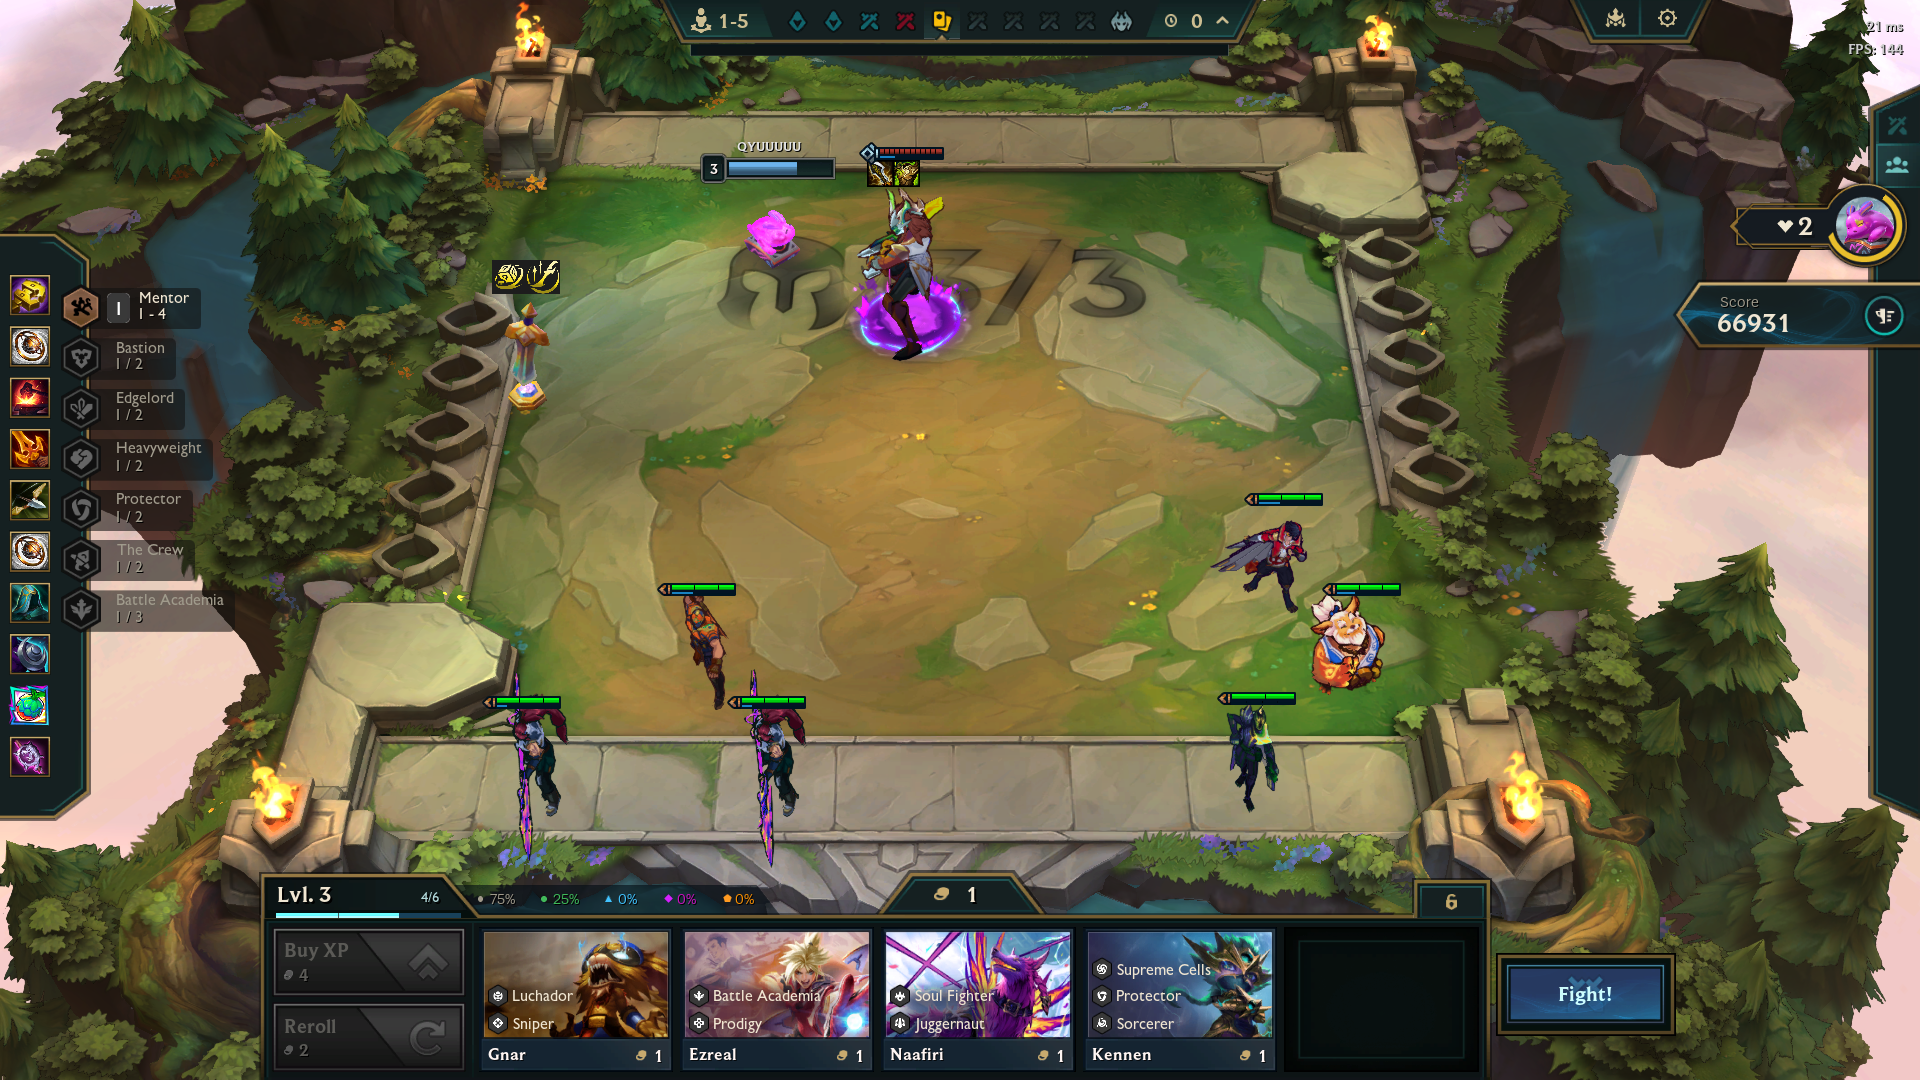 1-5
0
21 ms
FPS: 144
QYUUUUU
3
3/3
2
Score
66931
Mentor
1 - 4
Bastion
1 / 2
Edgelord
1 / 2
Heavyweight
1 / 2
Protector
1 / 2
The Crew
1 / 2
Battle Academia
1 / 3
Lvl. 3
4/6
75%
25%
0%
0%
0%
1
6
Buy XP
4
Reroll
2
Luchador
Sniper
Gnar
1
Battle Academia
Prodigy
Ezreal
1
Soul Fighter
Juggernaut
Naafiri
1
Supreme Cells
Protector
Sorcerer
Kennen
1
Fight!